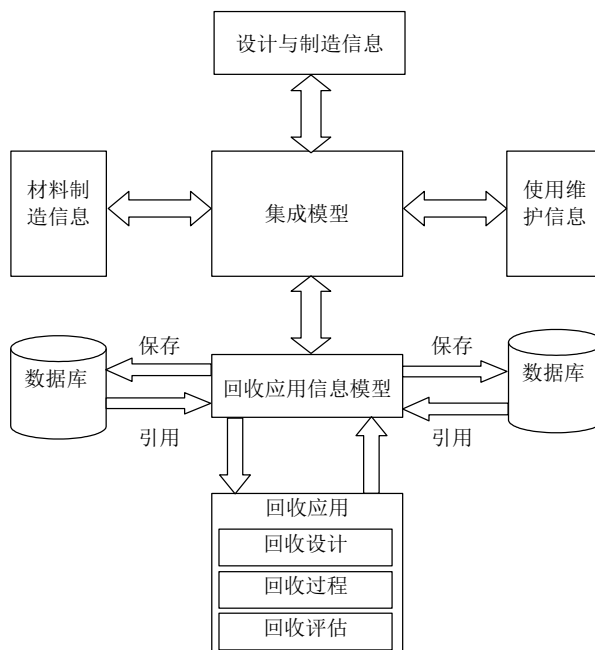 设计与制造信息
材料制
造信息
集成模型
使用维
护信息
保存
保存
数据库
回收应用信息模型
数据库
引用
引用
回收应用
回收设计
回收过程
回收评估